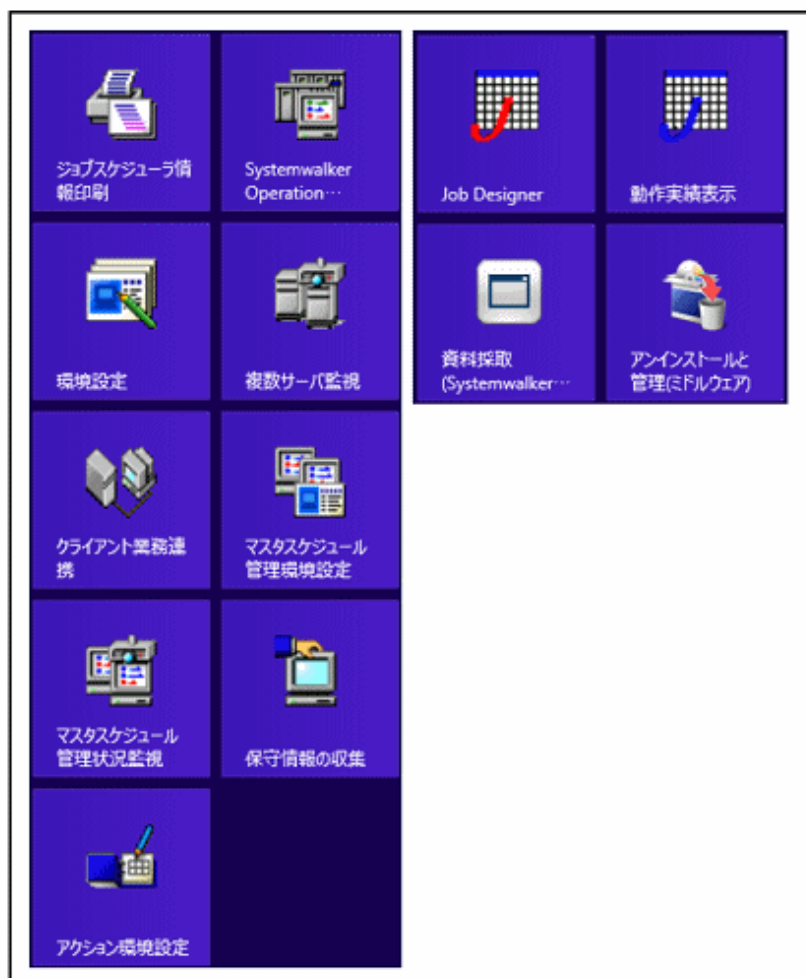 ジョブスケジューラ情
報印刷
Systemwalker
Operation…
環境設定
複数サーバ監視
クライアント業務連
携
マスタスケジュール
管理環境設定
マスタスケジュール
管理状況監視
保守情報の収集
アクション環境設定
Job Designer
動作実績表示
資料採取
(Systemwalker…
アンインストールと
管理(ミドルウェア)